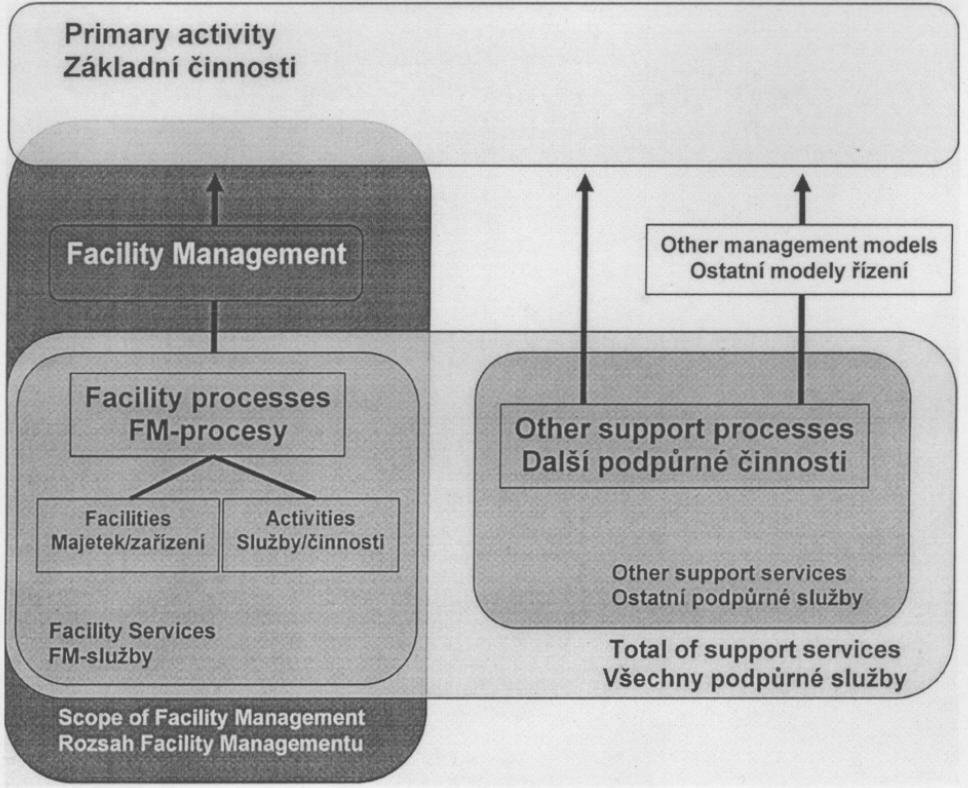 Primary activity
Základní činnosti
Facility Management
Other management models
Ostatní modely řízení
Facility processes
FM-procesy
Other support processes
Další podpůrné činnosti
Facilities
Majetek/zařízení
Activities
Služby/činnosti
Other support services
Ostatní podpůrné služby
Facility Services
FM-služby
Total of support services
Všechny podpůrné služby
Scope of Facility Management
Rozsah Facility Managementu